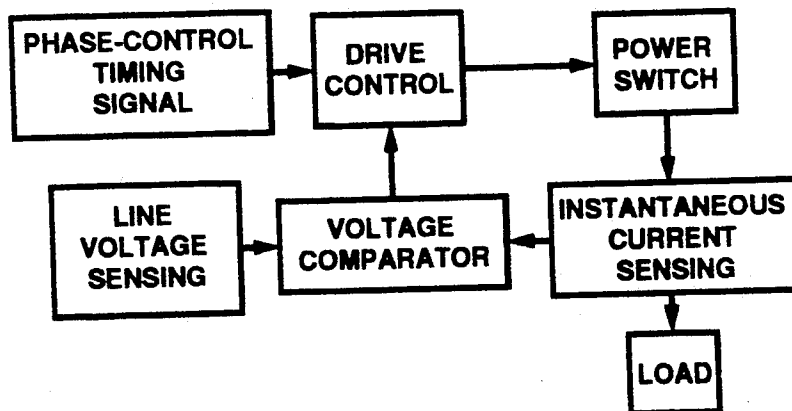 PHASE-CONTROL
TIMING
SIGNAL
DRIVE
CONTROL
POWER
SWITCH
LINE
VOLTAGE
SENSING
VOLTAGE
COMPARATOR
INSTANTANEOUS
CURRENT
SENSING
LOAD